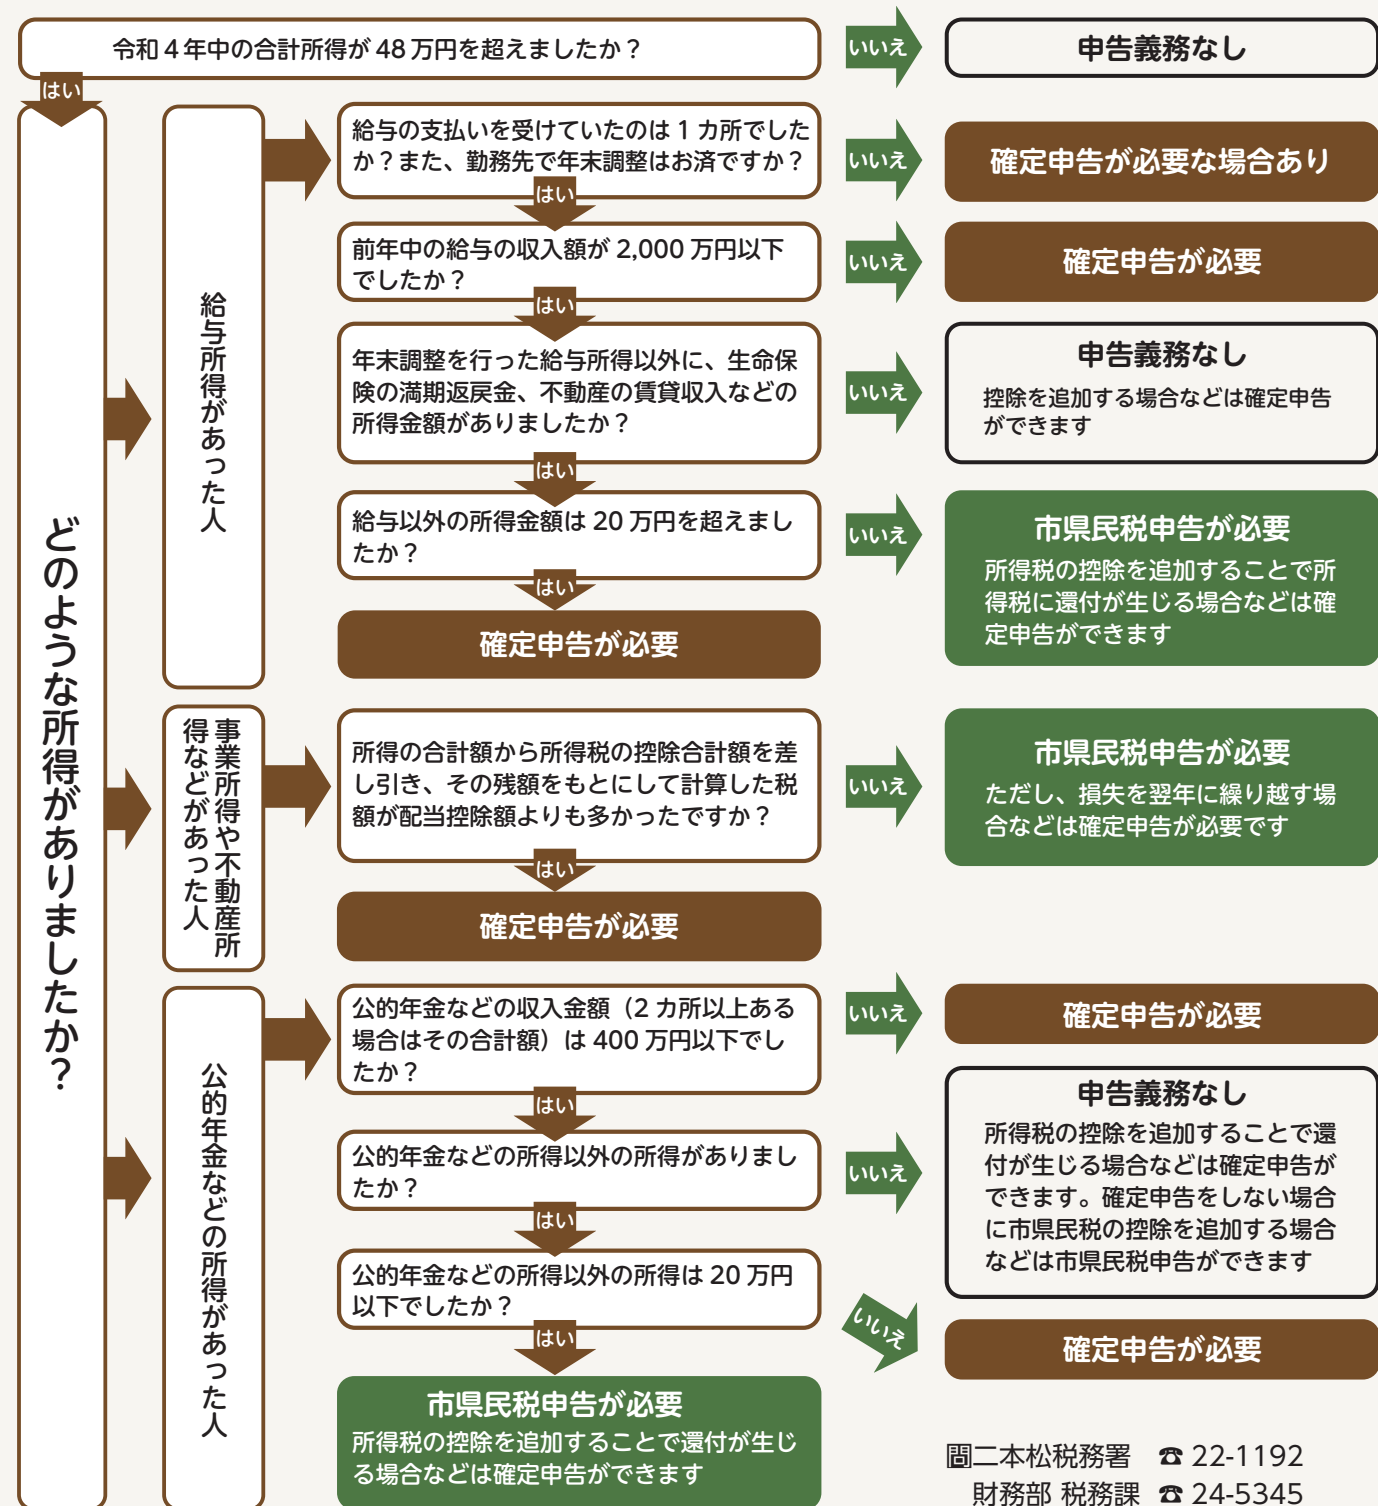 令和4年中の合計所得が48万円を超えましたか？
いいえ
申告義務なし
はい
どのような所得がありましたか？
給与所得があった人
給与の支払いを受けていたのは1カ所でした
か？また、勤務先で年末調整はお済ですか？
いいえ
確定申告が必要な場合あり
はい
前年中の給与の収入額が2,000万円以下
でしたか？
いいえ
確定申告が必要
はい
年末調整を行った給与所得以外に、生命保
険の満期返戻金、不動産の賃貸収入などの
所得金額がありましたか？
いいえ
申告義務なし
控除を追加する場合などは確定申告
ができます
はい
給与以外の所得金額は20万円を超えまし
たか？
いいえ
市県民税申告が必要
所得税の控除を追加することで所
得税に還付が生じる場合などは確
定申告ができます
はい
確定申告が必要
事業所得や不動産所
得などがあった人
所得の合計額から所得税の控除合計額を差
し引き、その残額をもとにして計算した税
額が配当控除額よりも多かったですか？
いいえ
市県民税申告が必要
ただし、損失を翌年に繰り越す場
合などは確定申告が必要です
はい
確定申告が必要
公的年金などの所得があった人
公的年金などの収入金額（2カ所以上ある
場合はその合計額）は400万円以下でし
たか？
いいえ
確定申告が必要
はい
公的年金などの所得以外の所得がありまし
たか？
いいえ
申告義務なし
所得税の控除を追加することで還
付が生じる場合などは確定申告が
できます。確定申告をしない場合
に市県民税の控除を追加する場合
などは市県民税申告ができます
はい
公的年金などの所得以外の所得は20万円
以下でしたか？
いいえ
確定申告が必要
はい
市県民税申告が必要
所得税の控除を追加することで還付が生じ
る場合などは確定申告ができます
問二本松税務署 ☎22-1192
財務部 税務課 ☎24-5345